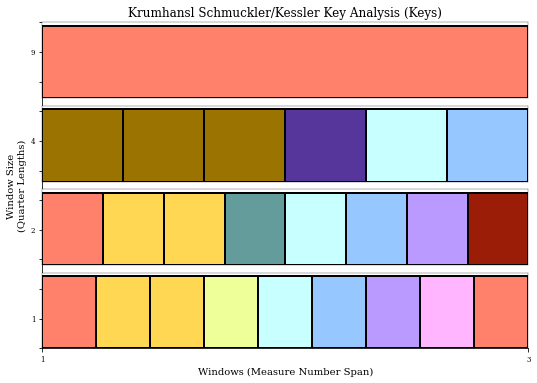 Krumhansl Schmuckler/Kessler Key Analysis (Keys)
Window Size
(Quarter Lengths)
9
4
2
1
1
3
Windows (Measure Number Span)